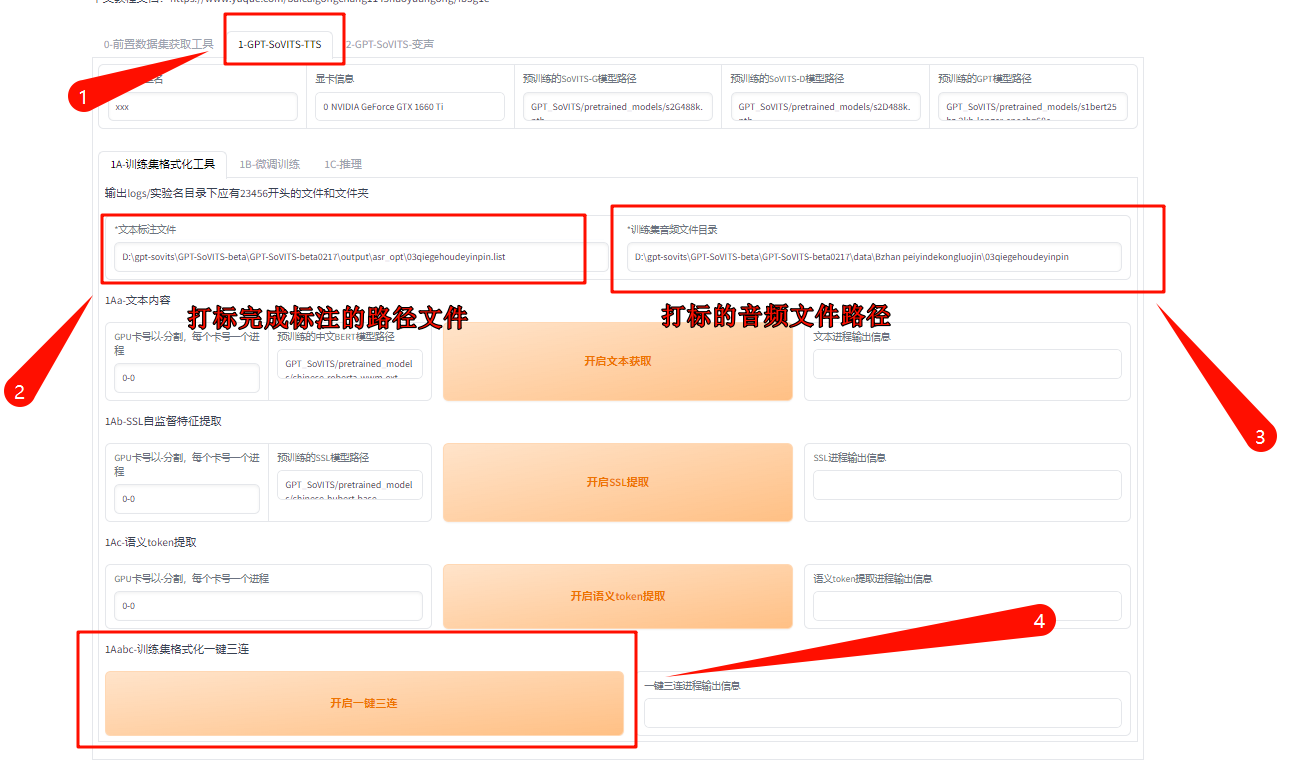 0-前置数据集获取工具
1-GPT-SoVITS-TTS
2-GPT-SoVITS-变声
1
名
显卡信息
预训练的SoVITS-G模型路径
预训练的SoVITS-D模型路径
预训练的GPT模型路径
xxx
0 NVIDIA GeForce GTX 1660 Ti
GPT_SoVITS/pretrained_models/s2G488k.
GPT_SoVITS/pretrained_models/s2D488k.
GPT_SoVITS/pretrained_models/s1bert25
1A-训练集格式化工具
1B-微调训练
1C-推理
输出logs/实验名目录下应有23456开头的文件和文件夹
*文本标注文件
*训练集音频文件目录
D:\gpt-sovits\GPT-SoVITS-beta\GPT-SoVITS-beta0217\output\asr_opt\03qiegehoudeyinpin.list
D:\gpt-sovits\GPT-SoVITS-beta\GPT-SoVITS-beta0217\data\Bzhan peiyindekongluojin\03qiegehoudeyinpin
1Aa-文本内容
打标完成标注的路径文件
打标的音频文件路径
2
3
GPU卡号以-分割，每个卡号一个进
程
预训练的中文BERT模型路径
开启文本获取
文本进程输出信息
0-0
GPT_SoVITS/pretrained_model
s/chinese-roberta-wwm-ext-
1Ab-SSL自监督特征提取
GPU卡号以-分割，每个卡号一个进
程
预训练的SSL模型路径
开启SSL提取
SSL进程输出信息
0-0
GPT_SoVITS/pretrained_model
s/chinese-hubert-base
1Ac-语义token提取
GPU卡号以-分割，每个卡号一个进程
开启语义token提取
语义token提取进程输出信息
0-0
4
1Aabc-训练集格式化一键三连
开启一键三连
一键三连进程输出信息